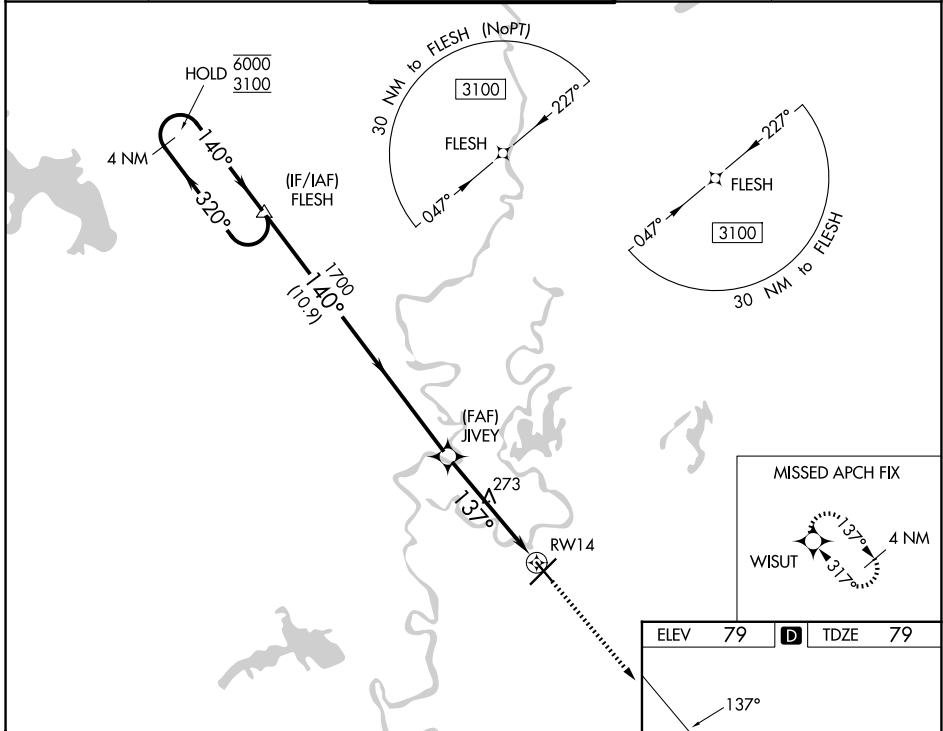 HOLD 6000
3100
4 NM
140°
320°
(IF/IAF)
FLESH
1700
140°
(10.9)
30 NM to FLESH (NoPT)
3100
227°
FLESH
047°
227°
FLESH
047°
3100
30 NM to FLESH
(FAF)
JIVEY
273
137°
RW14
MISSED APCH FIX
137°
4 NM
WISUT
317°
ELEV 79 D TDZE 79
137°